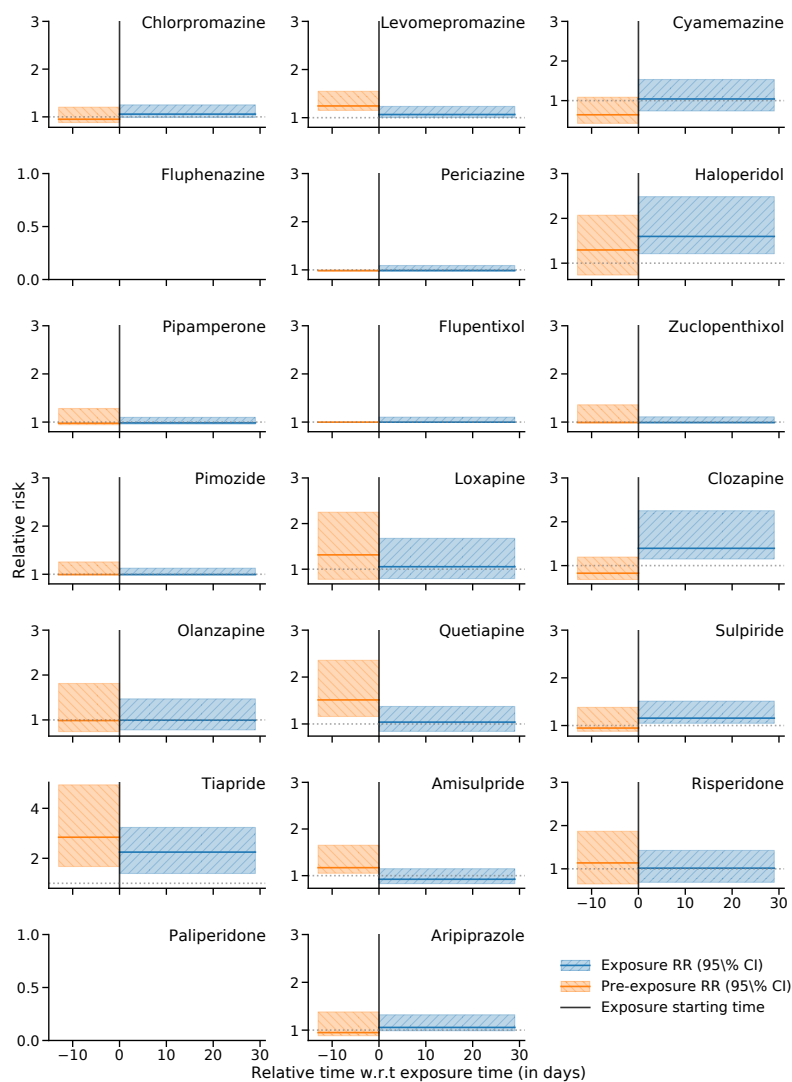 Chlorpromazine
Levomepromazine
Cyamemazine
3
2
1
3
2
1
3
2
1
−10 0 10 20 30
Fluphenazine
Periciazine
Haloperidol
1.0
0.5
0.0
3
2
1
3
2
1
Pipamperone
Flupentixol
Zuclopenthixol
3
2
1
3
2
1
3
2
1
Pimozide
Loxapine
Clozapine
3
2
1
3
2
1
3
2
1
Relative risk
Olanzapine
Quetiapine
Sulpiride
3
2
1
3
2
1
3
2
1
Tiapride
Amisulpride
Risperidone
4
2
3
2
1
3
2
1
−10 0 10 20 30
Paliperidone
Aripiprazole
1.0
0.5
0.0
3
2
1
−10 0 10 20 30
−10 0 10 20 30
Exposure RR (95\% CI)
Pre-exposure RR (95\% CI)
Exposure starting time
Relative time w.r.t exposure time (in days)